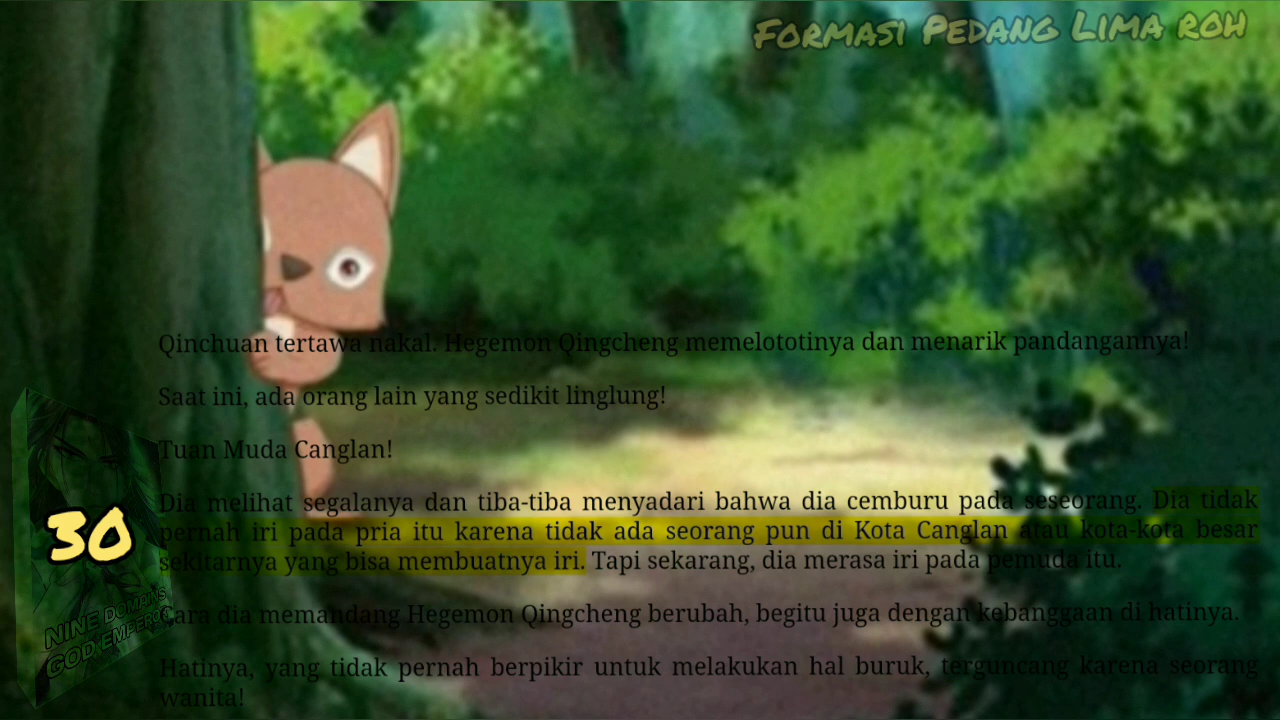 Formasi Pedang Lima roh
Qinchuan tertawa nakal. Hegemon Qingcheng memelototinya dan menarik pandangannya!
Saat ini, ada orang lain yang sedikit linglung!
Tuan Muda Canglan!
Dia melihat segalanya dan tiba-tiba menyadari bahwa dia cemburu pada seseorang. Dia tidak
pernah iri pada pria itu karena tidak ada seorang pun di Kota Canglan atau kota-kota besar
sekitarnya yang bisa membuatnya iri. Tapi sekarang, dia merasa iri pada pemuda itu.
Cara dia memandang Hegemon Qingcheng berubah, begitu juga dengan kebanggaan di hatinya.
Hatinya, yang tidak pernah berpikir untuk melakukan hal buruk, terguncang karena seorang
wanita!
30
NINE DOMAINS
GOD EMPEROR